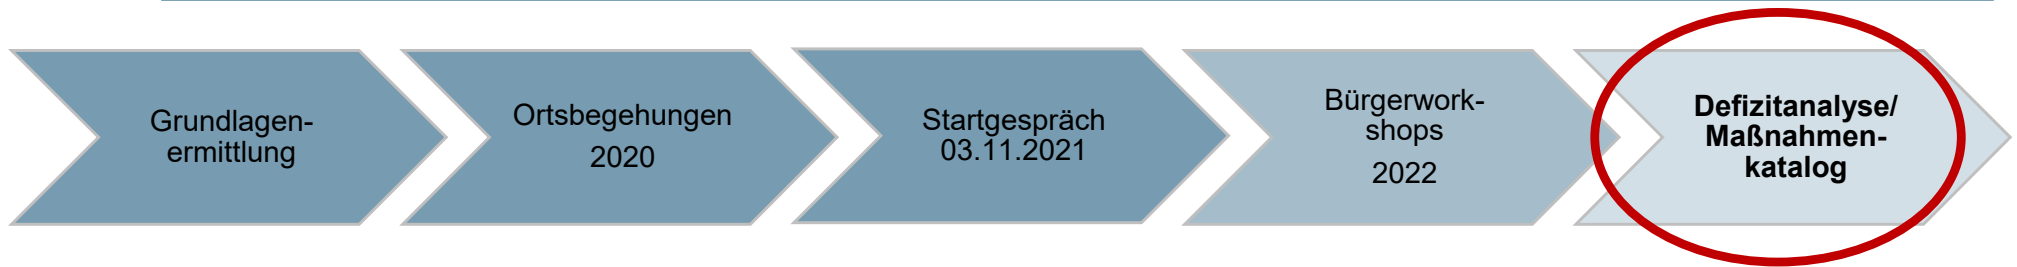 Grundlagen-
ermittlung
Ortsbegehungen
2020
Startgespräch
03.11.2021
Bürgerwork-
shops
2022
Defizitanalyse/
Maßnahmen-
katalog